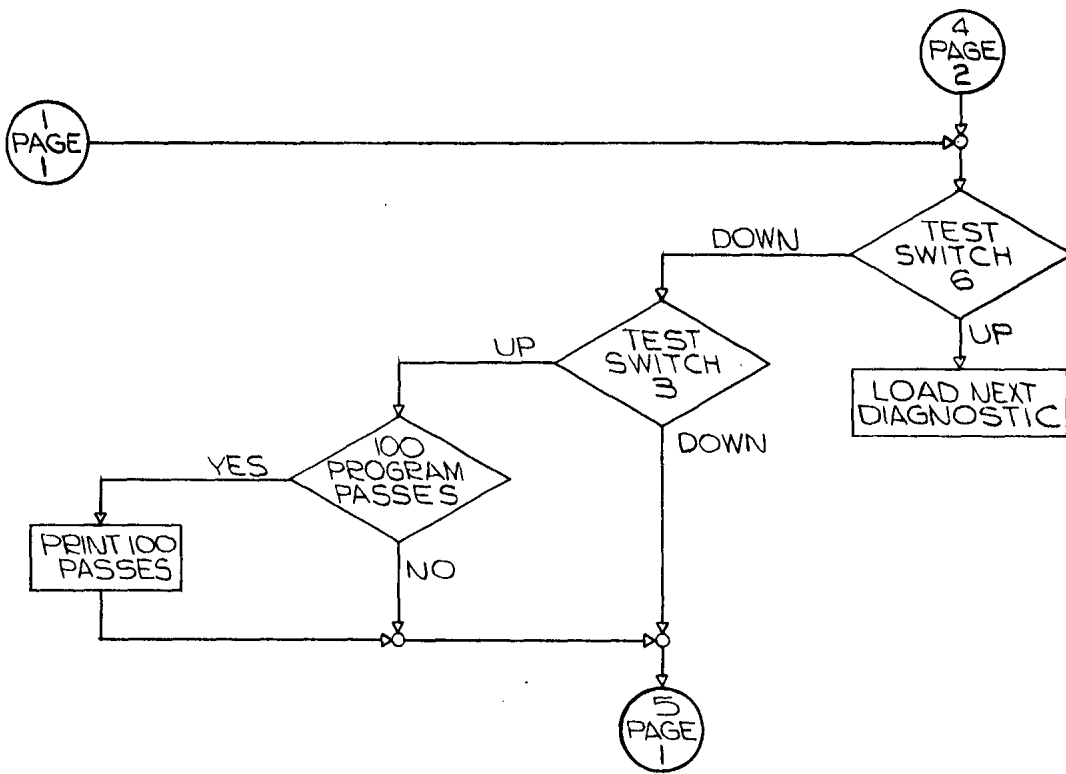 4
PAGE
2
1
PAGE
1
TEST
SWITCH
6
DOWN
UP
LOAD NEXT
DIAGNOSTIC
TEST
SWITCH
3
UP
DOWN
100
PROGRAM
PASSES
YES
NO
PRINT 100
PASSES
5
PAGE
1